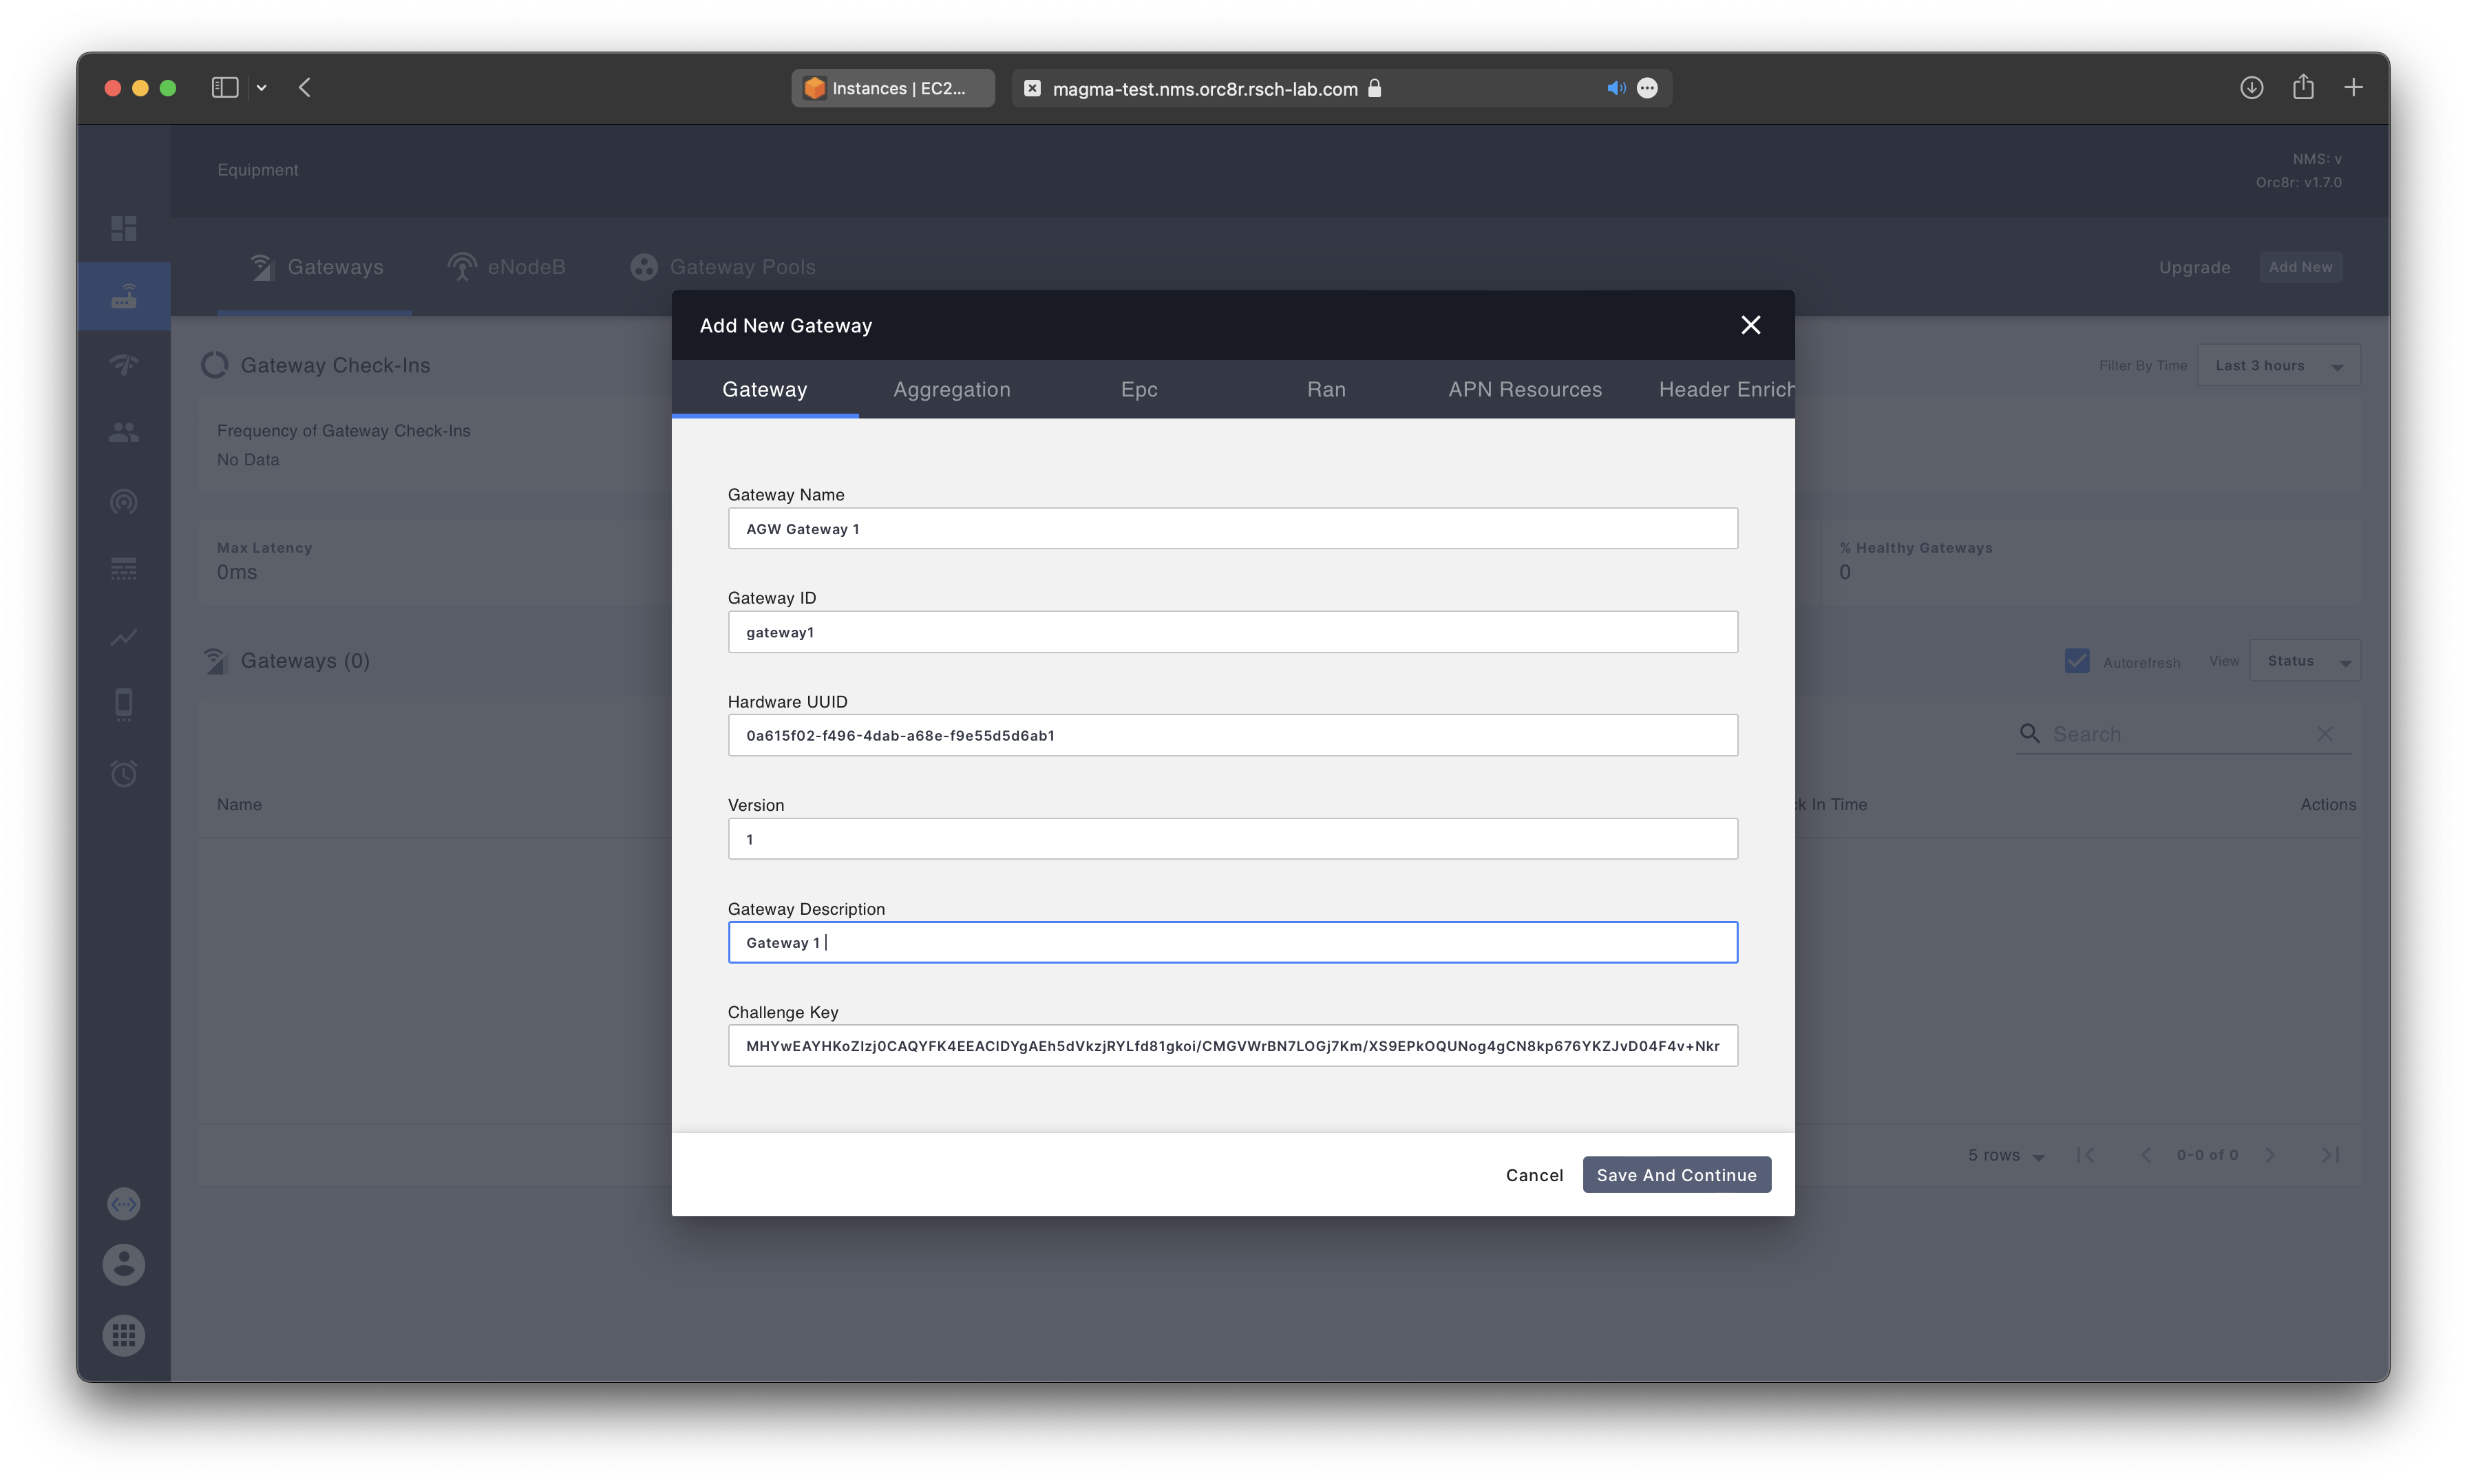 Instances | EC2...
magma-test.nms.orc8r.rsch-lab.com
Equipment
NMS: v
Orc8r: v1.7.0
Gateways
eNodeB
Gateway Pools
Upgrade
Add New
Add New Gateway
Gateway
Aggregation
Epc
Ran
APN Resources
Header Enrich
Gateway Check-Ins
Filter By Time
Last 3 hours
Frequency of Gateway Check-Ins
No Data
Max Latency
0ms
% Healthy Gateways
0
Gateways (0)
Autorefresh
View
Status
Search
Name
ck In Time
Actions
Gateway Name
AGW Gateway 1
Gateway ID
gateway1
Hardware UUID
0a615f02-f496-4dab-a68e-f9e55d5d6ab1
Version
1
Gateway Description
Gateway 1
Challenge Key
MHYwEAYHKoZIzj0CAQYFK4EEACIDYgAEh5dVkzjRYLfd81gkoi/CMGVWrBN7LOGj7Km/XS9EPkOQUNog4gCN8kp676YKZJvD04F4v+Nkr
Cancel
Save And Continue
5 rows
0-0 of 0